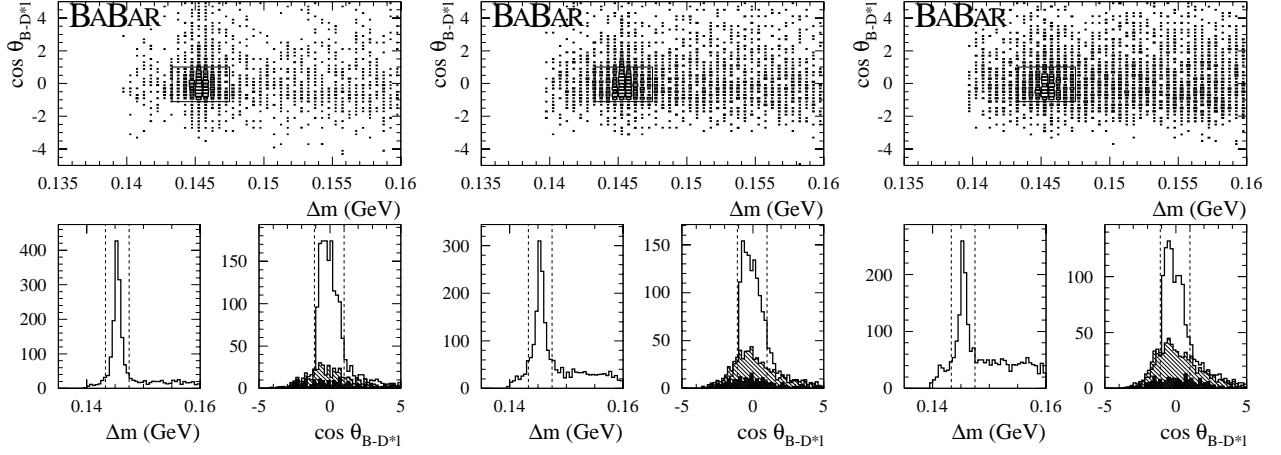 BABAR BABAR BABAR
cos θB-D*l cos θB-D*l cos θB-D*l
4 4 4
2 2 2
0 0 0
-2 -2 -2
-4 -4 -4
0.135 0.14 0.145 0.15 0.155 0.16 0.135 0.14 0.145 0.15 0.155 0.16 0.135 0.14 0.145 0.15 0.155 0.16
Δm (GeV) Δm (GeV) Δm (GeV)
400 300 200 100 0
150 100 50 0
300 200 100 0
150 100 50 0
200 100 0
100 50 0
0.14 0.16 -5 0 5 0.14 0.16 -5 0 5 0.14 0.16 -5 0 5
Δm (GeV) cos θB-D*l Δm (GeV) cos θB-D*l Δm (GeV) cos θB-D*l